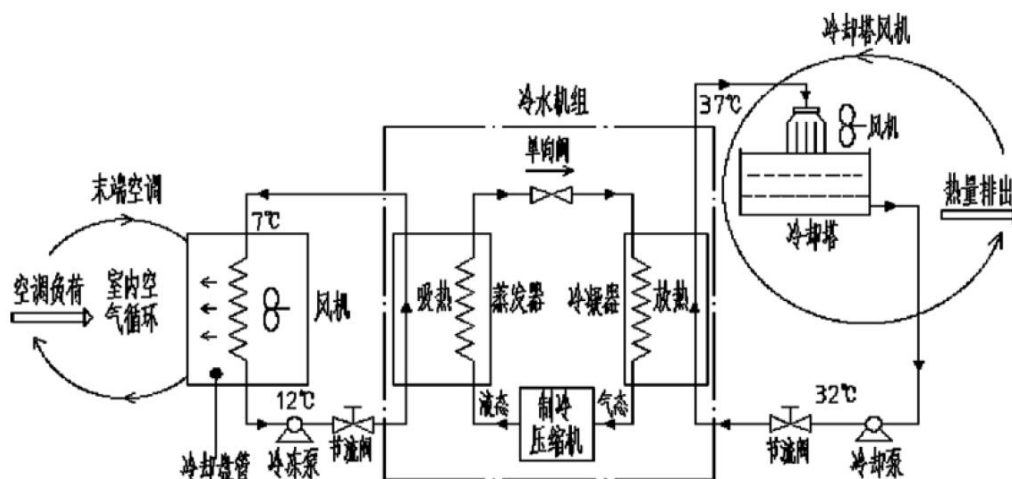 冷却塔风机
37℃
风机
冷水机组
单向阀
末端空调
7℃
热量排出
冷却塔
空调负荷
室内空
气循环
风机
吸热
蒸发器
冷凝器
放热
12℃
液态
制冷
压缩机
气态
32℃
冷却盘管
冷冻泵
节流阀
节流阀
冷却泵